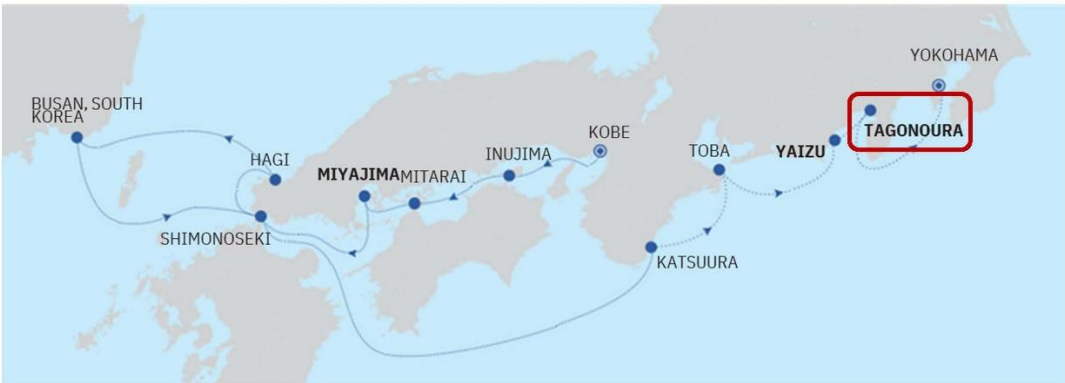 YOKOHAMA
BUSAN, SOUTH
KOREA
TAGONOURA
KOBE
TOBA
YAIZU
INUJIMA
HAGI
MIYAJIMA
MITARAI
SHIMONOSEKI
KATSUURA